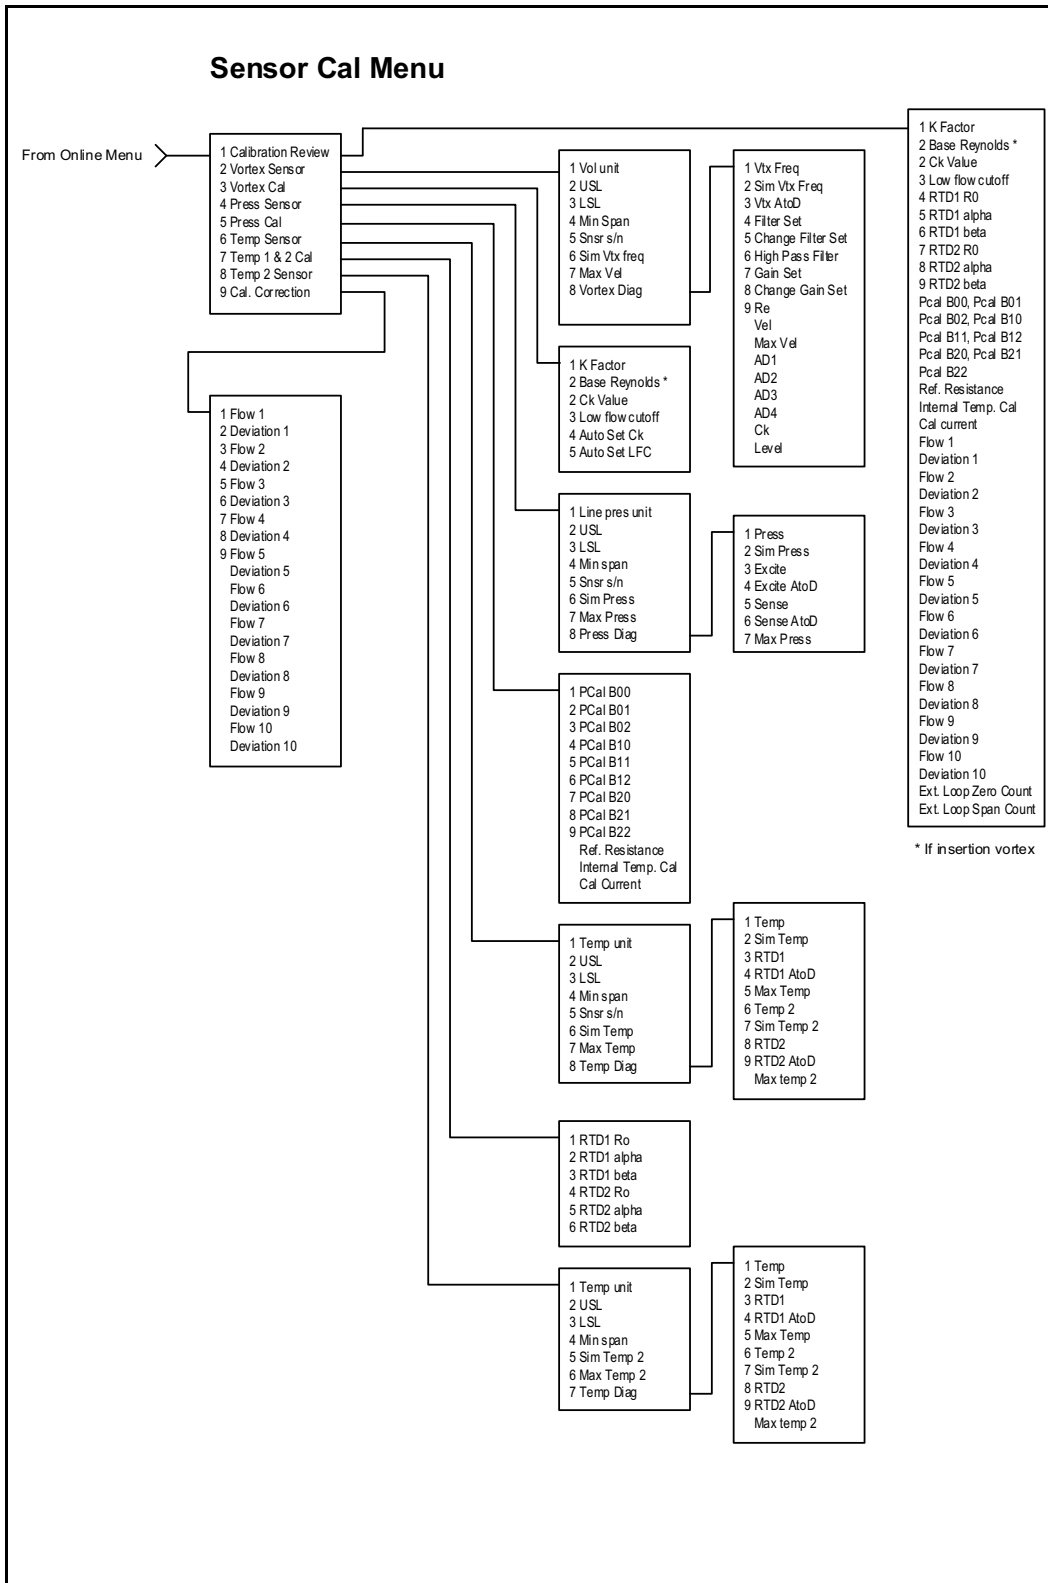 Sensor Cal Menu
From Online Menu
1 Calibration Review
2 Vortex Sensor
3 Vortex Cal
4 Press Sensor
5 Press Cal
6 Temp Sensor
7 Temp 1 & 2 Cal
8 Temp 2 Sensor
9 Cal. Correction
1 Flow 1
2 Deviation 1
3 Flow 2
4 Deviation 2
5 Flow 3
6 Deviation 3
7 Flow 4
8 Deviation 4
9 Flow 5
Deviation 5
Flow 6
Deviation 6
Flow 7
Deviation 7
Flow 8
Deviation 8
Flow 9
Deviation 9
Flow 10
Deviation 10
1 Vol unit
2 USL
3 LSL
4 Min Span
5 Snsr s/n
6 Sim Vtx freq
7 Max Vel
8 Vortex Diag
1 Vtx Freq
2 Sim Vtx Freq
3 Vtx AtoD
4 Filter Set
5 Change Filter Set
6 High Pass Filter
7 Gain Set
8 Change Gain Set
9 Re
Vel
Max Vel
AD1
AD2
AD3
AD4
Ck
Level
1 K Factor
2 Base Reynolds *
2 Ck Value
3 Low flow cutoff
4 Auto Set Ck
5 Auto Set LFC
1 Line pres unit
2 USL
3 LSL
4 Min span
5 Snsr s/n
6 Sim Press
7 Max Press
8 Press Diag
1 Press
2 Sim Press
3 Excite
4 Excite AtoD
5 Sense
6 Sense AtoD
7 Max Press
1 PCal B00
2 PCal B01
3 PCal B02
4 PCal B10
5 PCal B11
6 PCal B12
7 PCal B20
8 PCal B21
9 PCal B22
Ref. Resistance
Internal Temp. Cal
Cal Current
1 Temp unit
2 USL
3 LSL
4 Min span
5 Snsr s/n
6 Sim Temp
7 Max Temp
8 Temp Diag
1 Temp
2 Sim Temp
3 RTD1
4 RTD1 AtoD
5 Max Temp
6 Temp 2
7 Sim Temp 2
8 RTD2
9 RTD2 AtoD
Max temp 2
1 RTD1 Ro
2 RTD1 alpha
3 RTD1 beta
4 RTD2 Ro
5 RTD2 alpha
6 RTD2 beta
1 Temp unit
2 USL
3 LSL
4 Min span
5 Sim Temp 2
6 Max Temp 2
7 Temp Diag
1 Temp
2 Sim Temp
3 RTD1
4 RTD1 AtoD
5 Max Temp
6 Temp 2
7 Sim Temp 2
8 RTD2
9 RTD2 AtoD
Max temp 2
1 K Factor
2 Base Reynolds *
2 Ck Value
3 Low flow cutoff
4 RTD1 R0
5 RTD1 alpha
6 RTD1 beta
7 RTD2 R0
8 RTD2 alpha
9 RTD2 beta
Pcal B00, Pcal B01
Pcal B02, Pcal B10
Pcal B11, Pcal B12
Pcal B20, Pcal B21
Pcal B22
Ref. Resistance
Internal Temp. Cal
Cal current
Flow 1
Deviation 1
Flow 2
Deviation 2
Flow 3
Deviation 3
Flow 4
Deviation 4
Flow 5
Deviation 5
Flow 6
Deviation 6
Flow 7
Deviation 7
Flow 8
Deviation 8
Flow 9
Deviation 9
Flow 10
Deviation 10
Ext. Loop Zero Count
Ext. Loop Span Count
* If insertion vortex